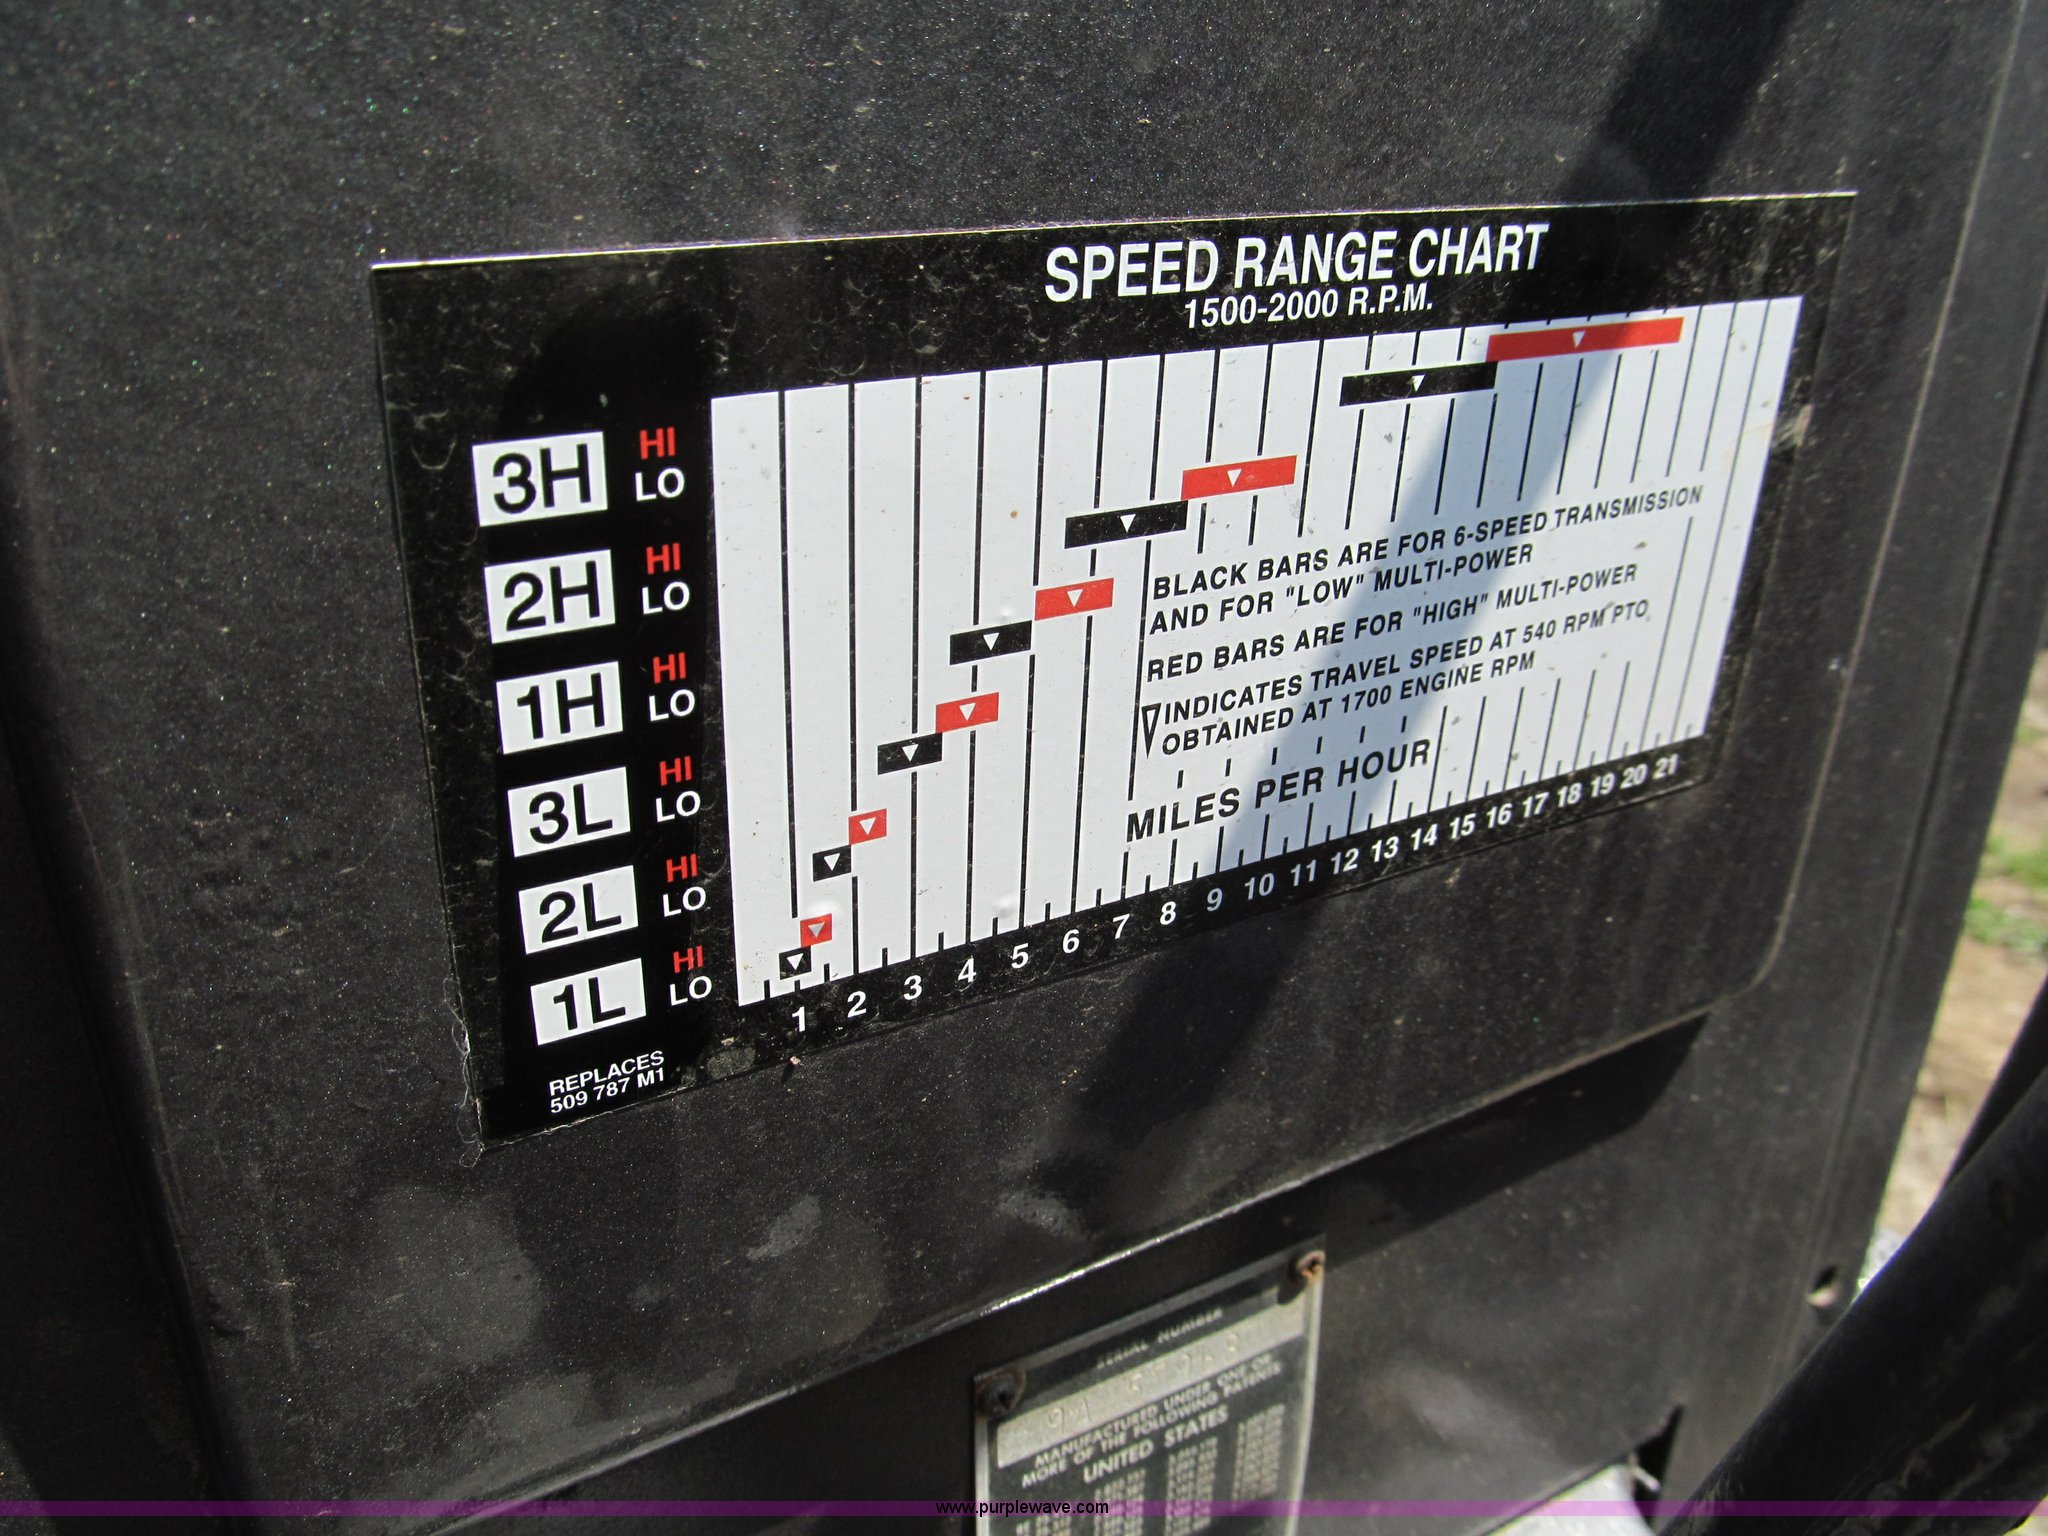 SPEED RANGE CHART
1500-2000 R.P.M.
3H HI
LO
2H HI
LO
1H HI
LO
3L HI
LO
2L HI
LO
1L HI
LO
BLACK BARS ARE FOR 6-SPEED TRANSMISSION
AND FOR "LOW" MULTI-POWER
RED BARS ARE FOR "HIGH" MULTI-POWER
INDICATES TRAVEL SPEED AT 540 RPM PTO
OBTAINED AT 1700 ENGINE RPM
MILES PER HOUR
1 2 3 4 5 6 7 8 9 10 11 12 13 14 15 16 17 18 19 20 21
REPLACES
509 787 M1
SERIAL NUMBER
MANUFACTURED UNDER ONE OR
MORE OF THE FOLLOWING PATENTS
UNITED STATES
www.purplewave.com